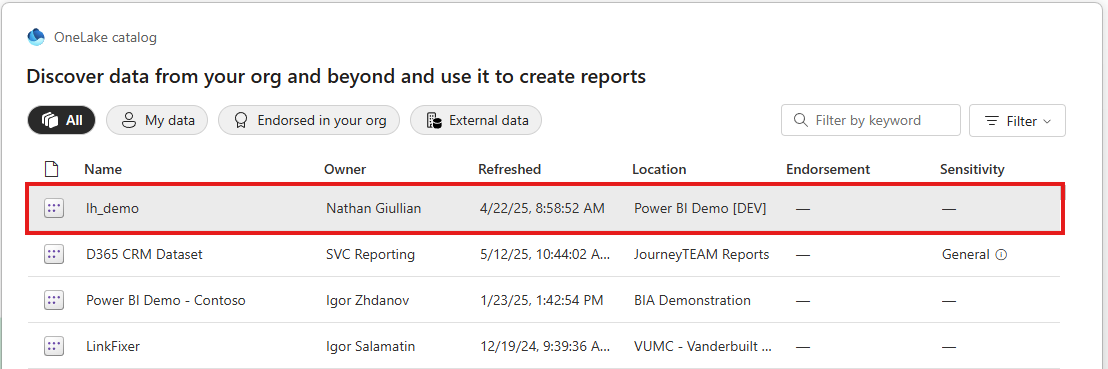 OneLake catalog
Discover data from your org and beyond and use it to create reports
All My data Endorsed in your org External data Filter by keyword Filter
Name Owner Refreshed Location Endorsement Sensitivity
lh_demo Nathan Giullian 4/22/25, 8:58:52 AM Power BI Demo [DEV] — —
D365 CRM Dataset SVC Reporting 5/12/25, 10:44:02 A... JourneyTEAM Reports — General
Power BI Demo - Contoso Igor Zhdanov 1/23/25, 1:42:54 PM BIA Demonstration — —
LinkFixer Igor Salamatin 12/19/24, 9:39:36 A... VUMC - Vanderbuilt ... — —